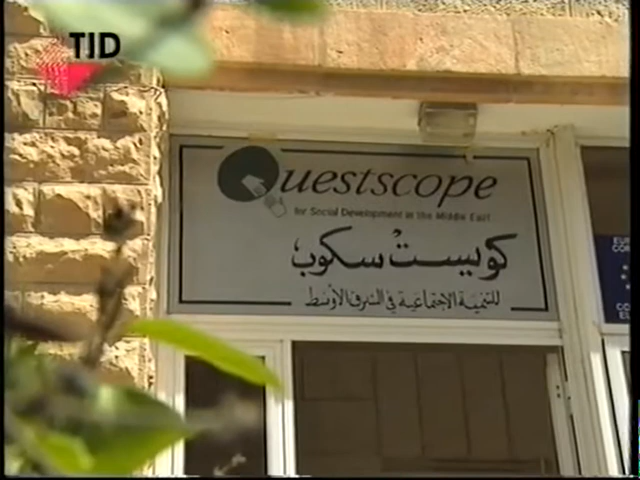 TJD
Questscope
for Social Development in the Middle East
كويست سكوب
للتنمية الاجتماعية في الشرق الأوسط